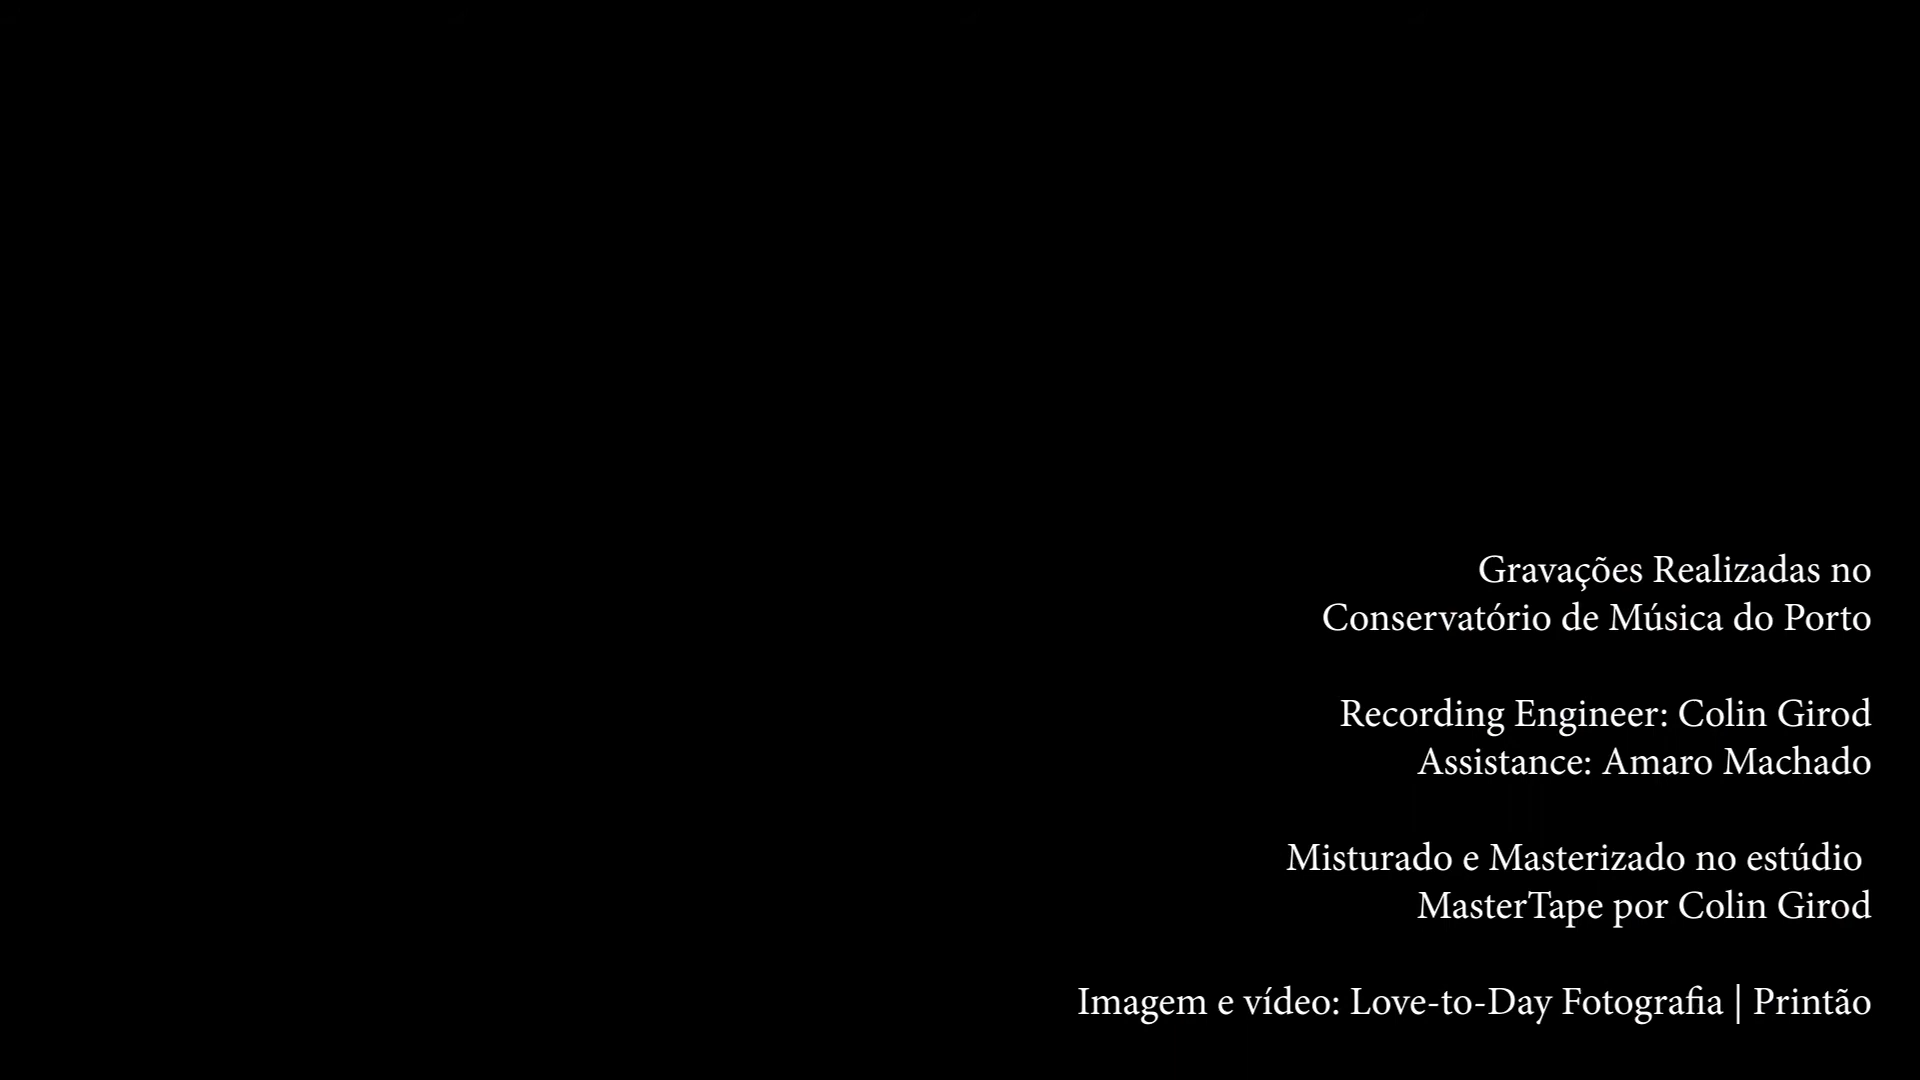 Gravações Realizadas no
Conservatório de Música do Porto
Recording Engineer: Colin Girod
Assistance: Amaro Machado
Misturado e Masterizado no estúdio
MasterTape por Colin Girod
Imagem e vídeo: Love-to-Day Fotografia | Printão